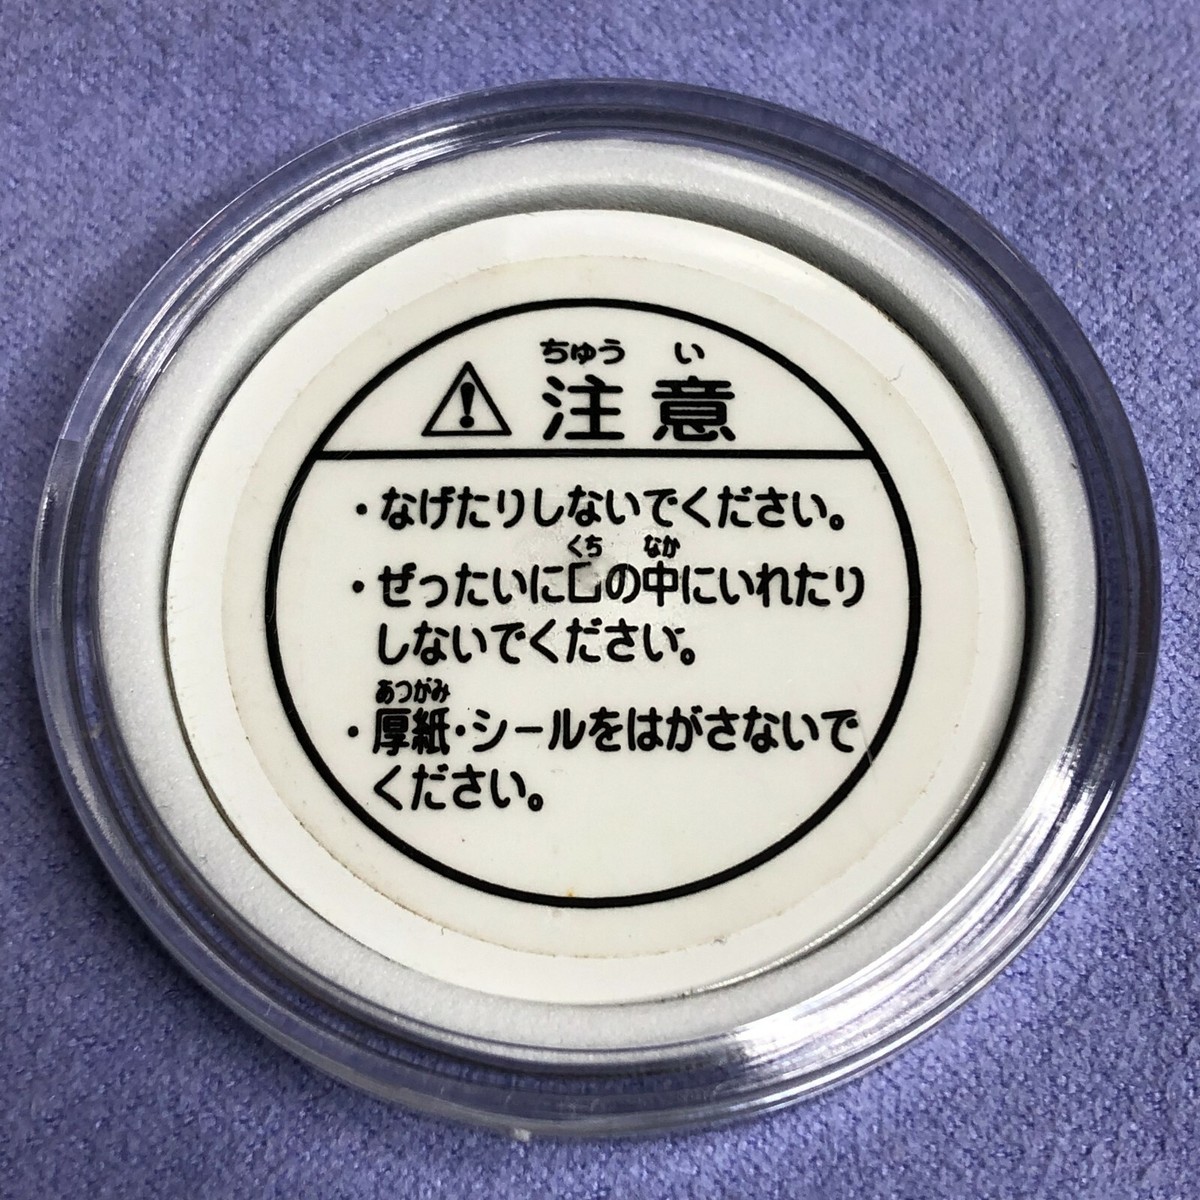 ちゅう い
注意
・なげたりしないでください。
くち なか
・ぜったいに口の中にいれたり
しないでください。
あつがみ
・厚紙・シールをはがさないで
ください。